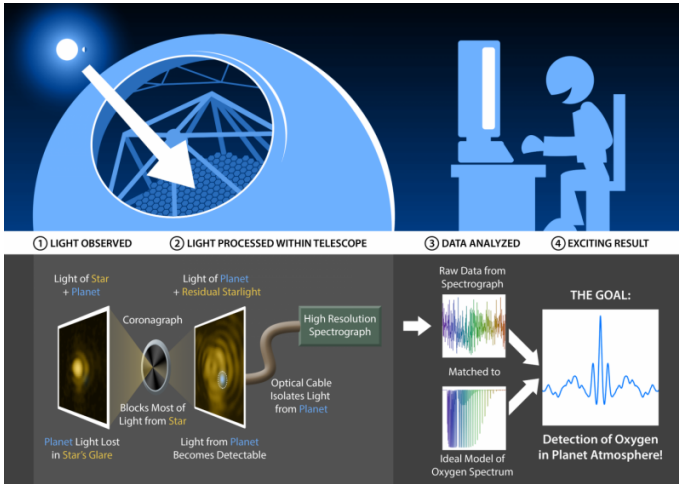 ① LIGHT OBSERVED
② LIGHT PROCESSED WITHIN TELESCOPE
③ DATA ANALYZED
④ EXCITING RESULT
Light of Star
+ Planet
Planet Light Lost
in Star's Glare
Coronagraph
Blocks Most of
Light from Star
Light of Planet
+ Residual Starlight
Light from Planet
Becomes Detectable
High Resolution
Spectrograph
Optical Cable
Isolates Light
from Planet
Raw Data from
Spectrograph
Matched to
Ideal Model of
Oxygen Spectrum
THE GOAL:
Detection of Oxygen
in Planet Atmosphere!